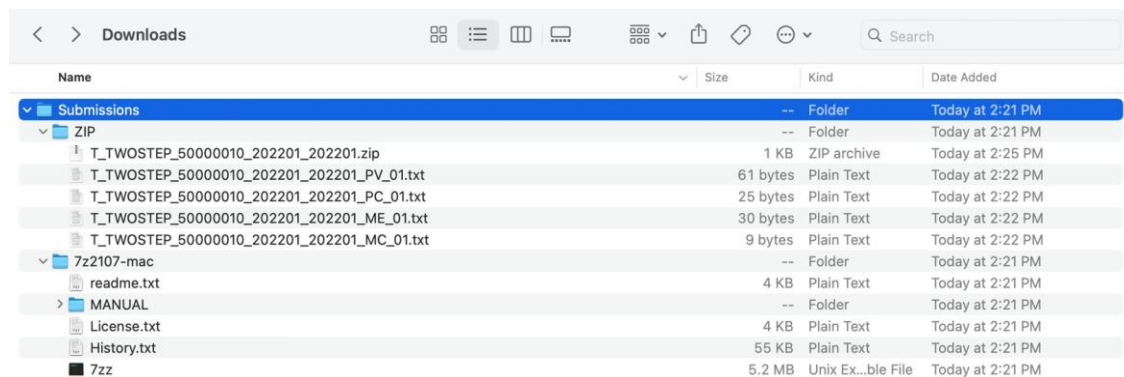 Downloads Search
Name Size Kind Date Added
Submissions -- Folder Today at 2:21 PM
ZIP -- Folder Today at 2:21 PM
T_TWOSTEP_50000010_202201_202201.zip 1 KB ZIP archive Today at 2:25 PM
T_TWOSTEP_50000010_202201_202201_PV_01.txt 61 bytes Plain Text Today at 2:22 PM
T_TWOSTEP_50000010_202201_202201_PC_01.txt 25 bytes Plain Text Today at 2:22 PM
T_TWOSTEP_50000010_202201_202201_ME_01.txt 30 bytes Plain Text Today at 2:22 PM
T_TWOSTEP_50000010_202201_202201_MC_01.txt 9 bytes Plain Text Today at 2:22 PM
7z2107-mac -- Folder Today at 2:21 PM
readme.txt 4 KB Plain Text Today at 2:21 PM
MANUAL -- Folder Today at 2:21 PM
License.txt 4 KB Plain Text Today at 2:21 PM
History.txt 55 KB Plain Text Today at 2:21 PM
7zz 5.2 MB Unix Ex...ble File Today at 2:21 PM